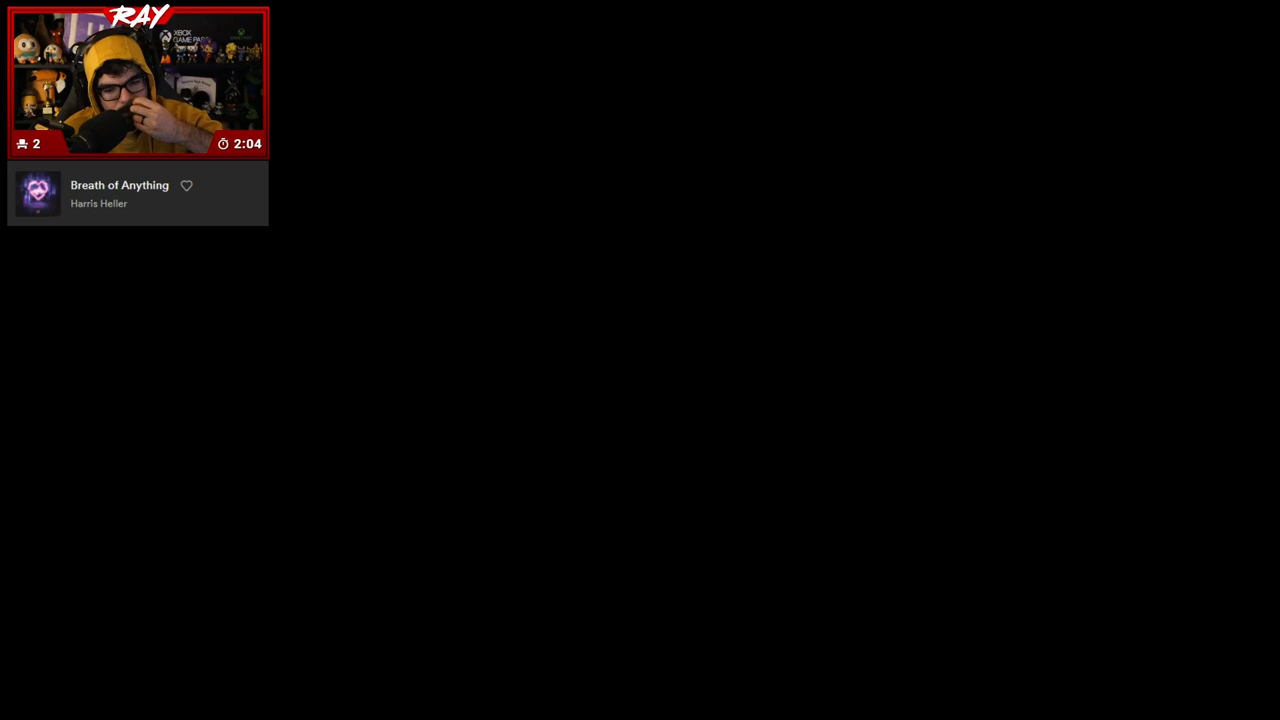 RAY
XBOX
GAME PASS
2
2:04
Breath of Anything
Harris Heller